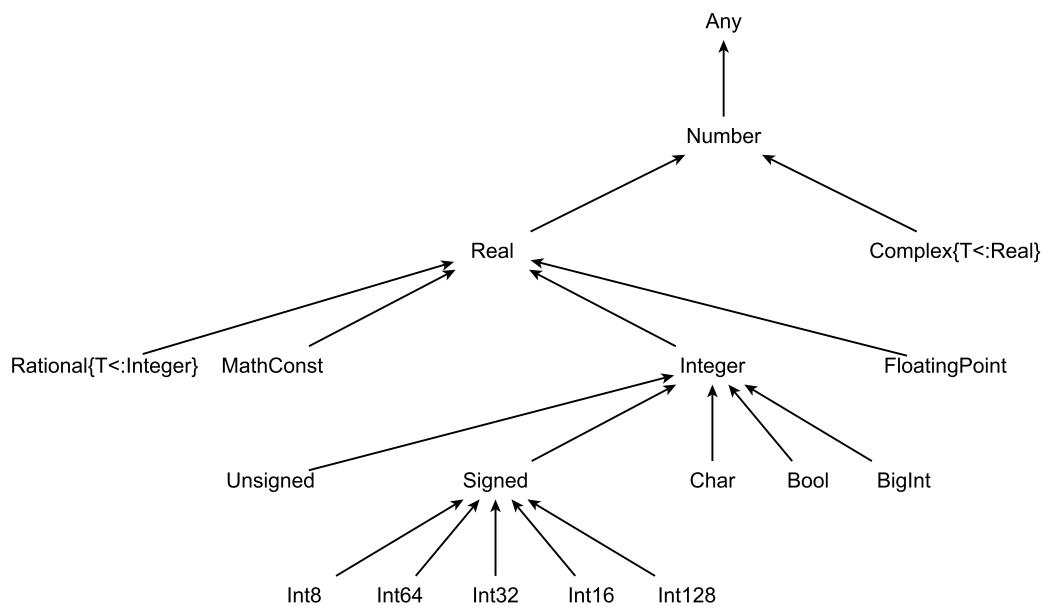 Any
Number
Real
Complex{T<:Real}
Rational{T<:Integer}
MathConst
Integer
FloatingPoint
Unsigned
Signed
Char
Bool
BigInt
Int8
Int64
Int32
Int16
Int128